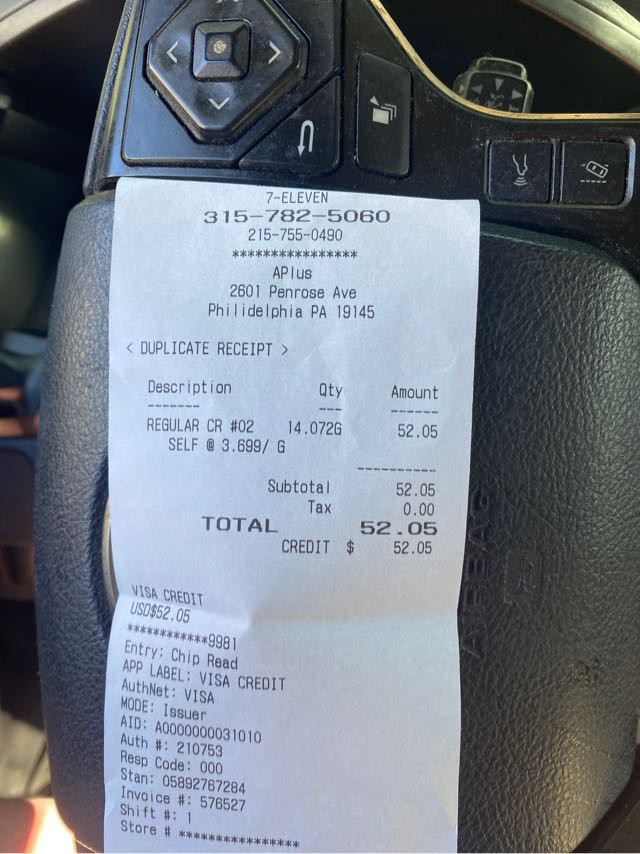 7-ELEVEN
315-782-5060
215-755-0490
****************
APlus
2601 Penrose Ave
Philidelphia PA 19145
< DUPLICATE RECEIPT >
Description Qty Amount
------- --- ------
REGULAR CR #02 14.072G 52.05
SELF @ 3.699/ G
----------
Subtotal 52.05
Tax 0.00
TOTAL 52.05
CREDIT $ 52.05
VISA CREDIT
USD$52.05
************9981
Entry: Chip Read
APP LABEL: VISA CREDIT
AuthNet: VISA
MODE: Issuer
AID: A0000000031010
Auth #: 210753
Resp Code: 000
Stan: 05892767284
Invoice #: 576527
Shift #: 1
Store # ****************
AIRBAG